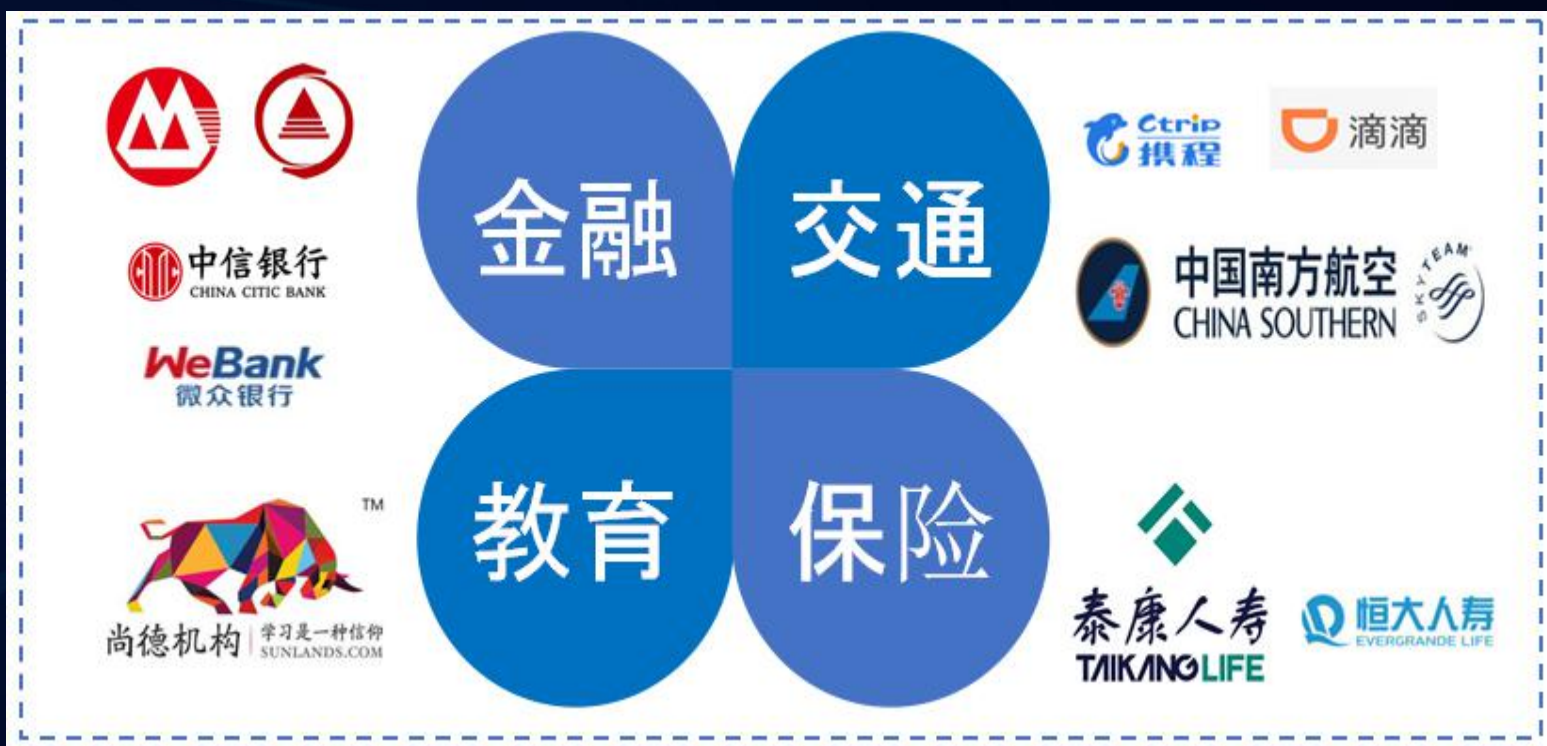 金融
交通
教育
保险
中信银行
CHINA CITIC BANK
WeBank
微众银行
TM
尚德机构
学习是一种信仰
SUNLANDS.COM
Ctrip
携程
滴滴
中国南方航空
CHINA SOUTHERN
SKYTEAM
泰康人寿
TAIKANGLIFE
恒大人寿
EVERGRANDE LIFE